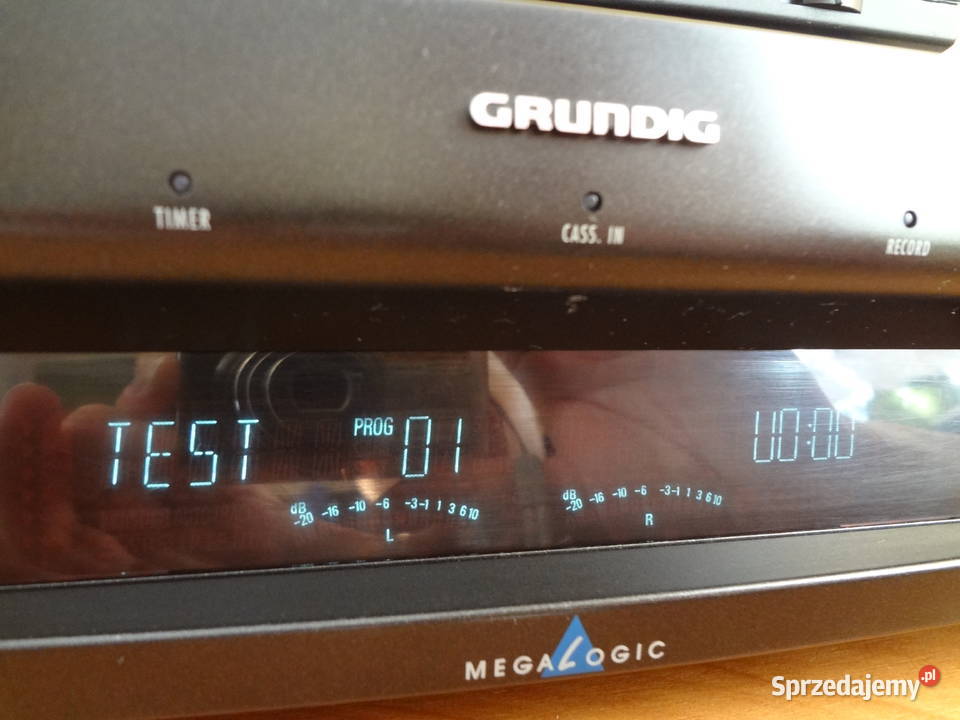 GRUNDIG
TIMER
CASS. IN
RECORD
TEST PROG 01 00:00
dB -20 -16 -10 -6 -3 -1 1 3 6 10
L
dB -20 -16 -10 -6 -3 -1 1 3 6 10
R
MEGALOGIC
Sprzedajemy.pl